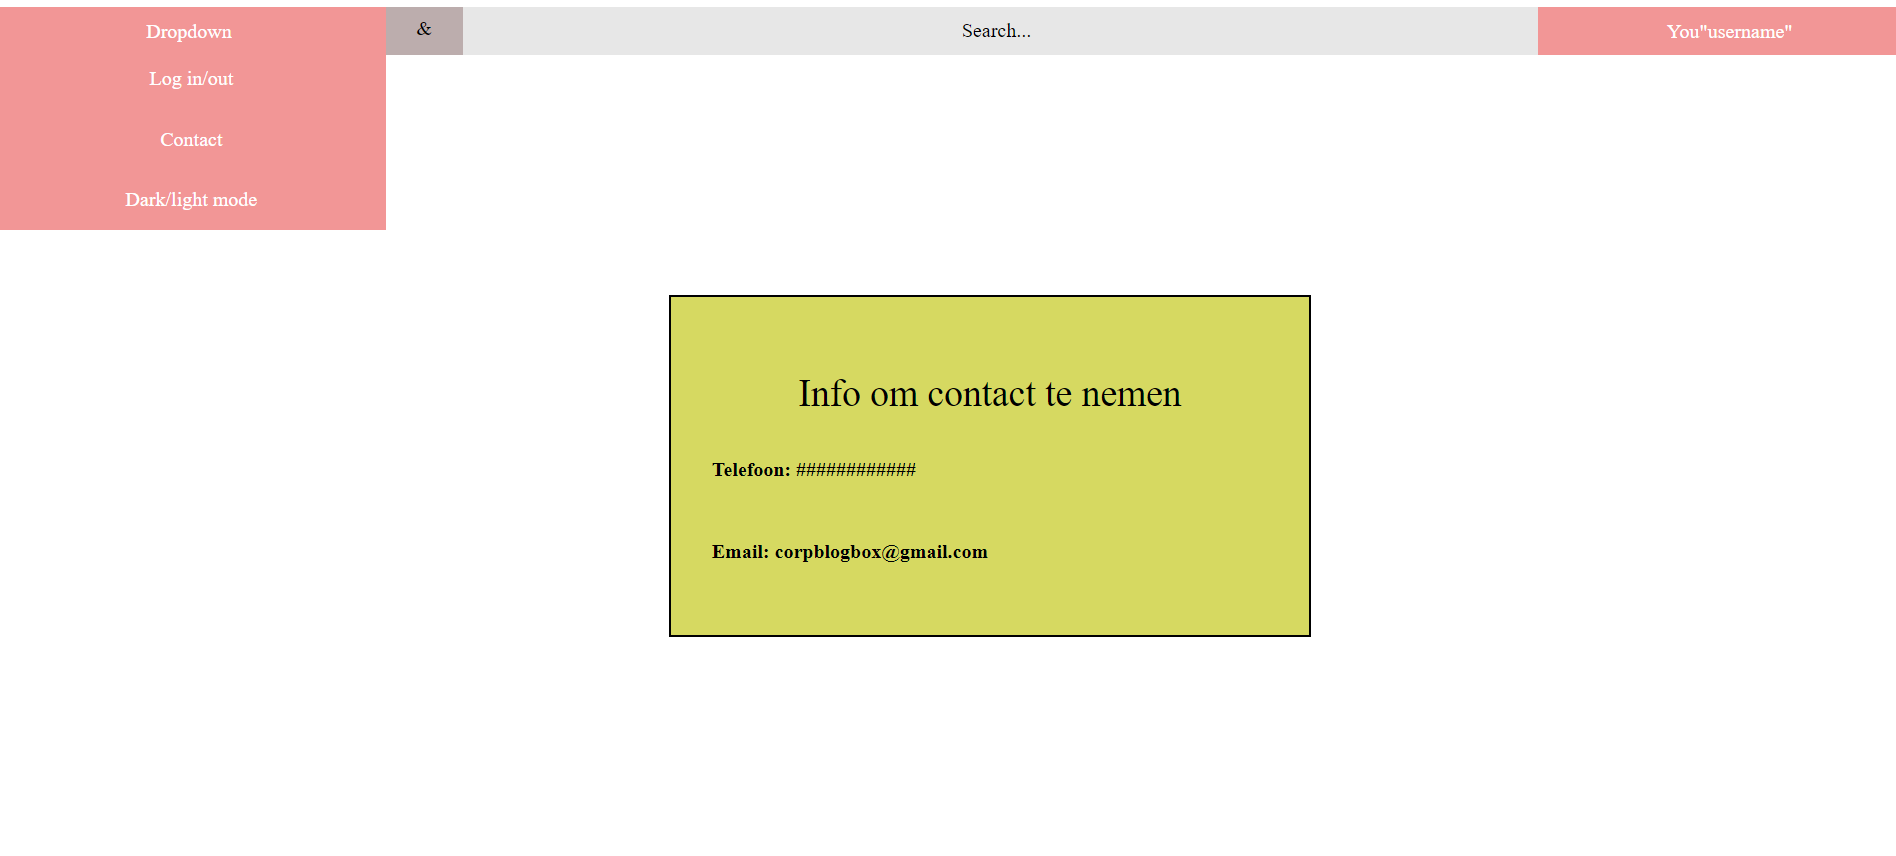 Dropdown
&
Search...
You"username"
Log in/out
Contact
Dark/light mode
Info om contact te nemen
Telefoon: ############
Email: corpblogbox@gmail.com